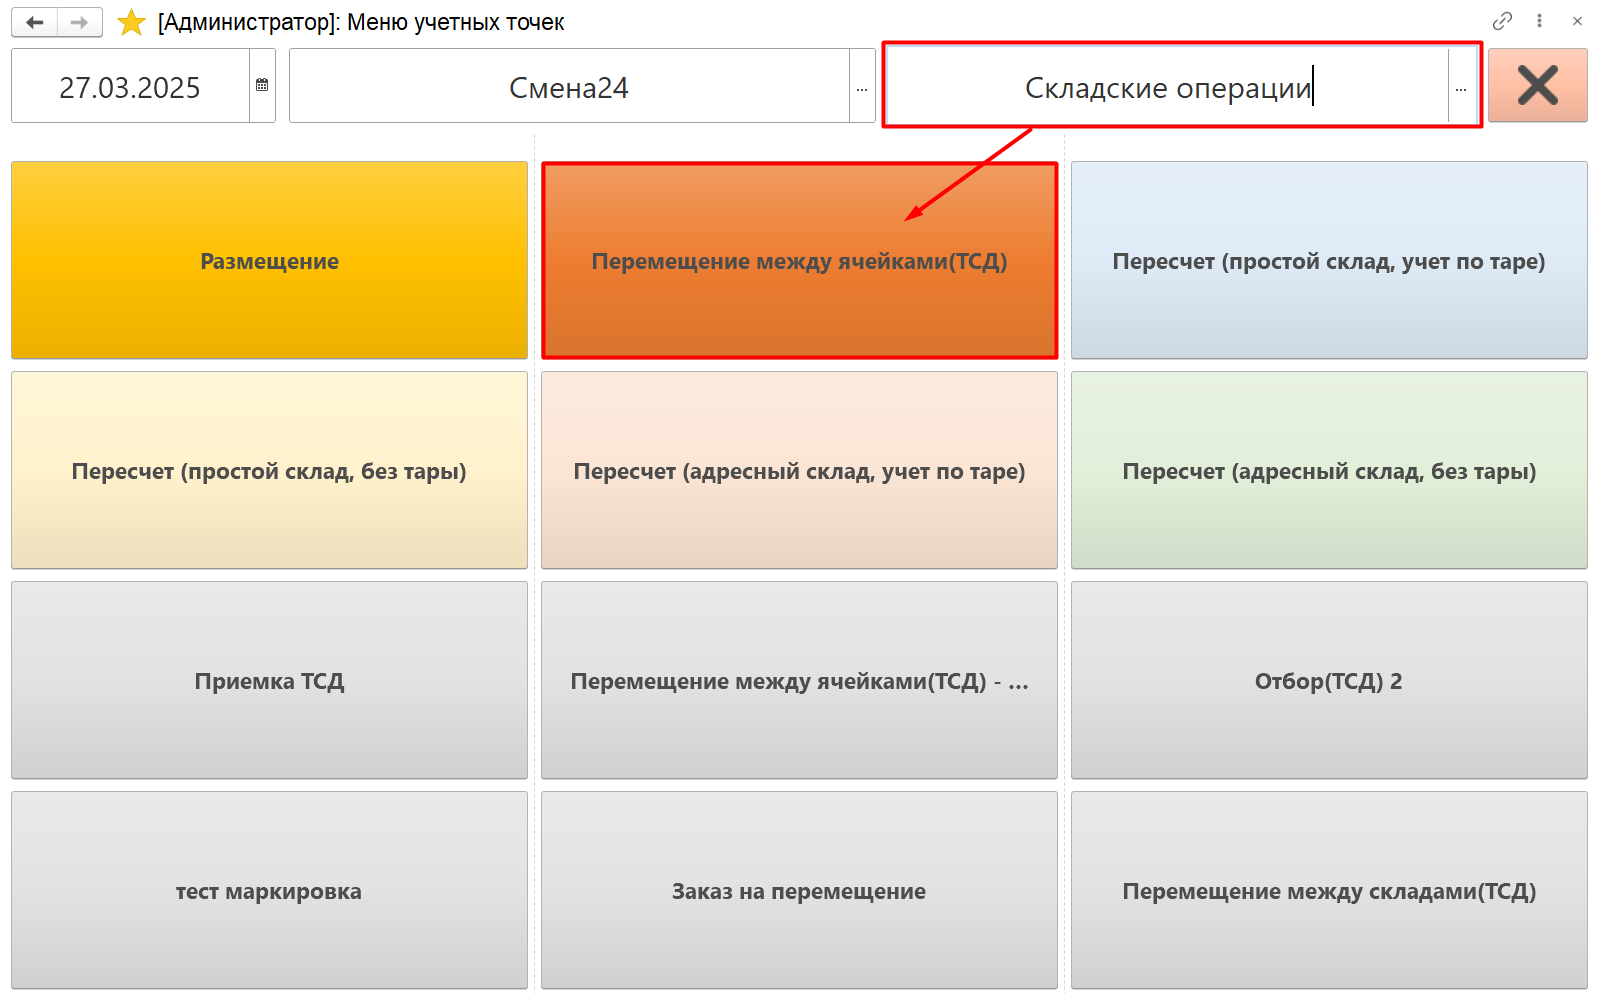 [Администратор]: Меню учетных точек
27.03.2025
Смена24
...
Складские операции
...
Размещение
Перемещение между ячейками(ТСД)
Пересчет (простой склад, учет по таре)
Пересчет (простой склад, без тары)
Пересчет (адресный склад, учет по таре)
Пересчет (адресный склад, без тары)
Приемка ТСД
Перемещение между ячейками(ТСД) - ...
Отбор(ТСД) 2
тест маркировка
Заказ на перемещение
Перемещение между складами(ТСД)